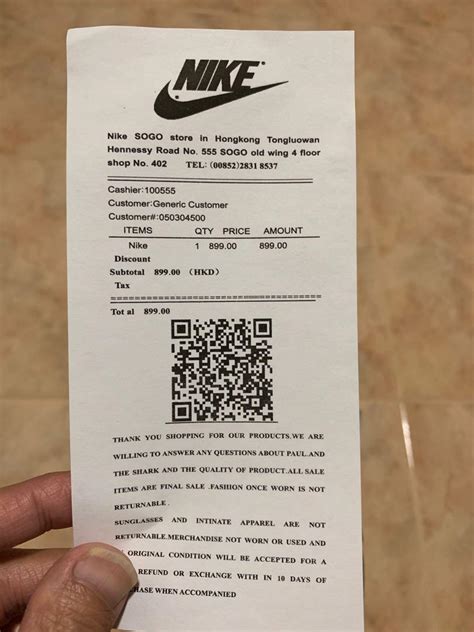 NIKE
Nike SOGO store in Hongkong Tongluowan
Hennessy Road No. 555 SOGO old wing 4 floor
shop No. 402 TEL: (00852)2831 8537
Cashier:100555
Customer:Generic Customer
Customer#:050304500
ITEMS QTY PRICE AMOUNT
Nike 1 899.00 899.00
Discount
Subtotal 899.00 (HKD)
Tax
Tot al 899.00
THANK YOU SHOPPING FOR OUR PRODUCTS.WE ARE
WILLING TO ANSWER ANY QUESTIONS ABOUT PAUL.AND
THE SHARK AND THE QUALITY OF PRODUCT.ALL SALE
ITEMS ARE FINAL SALE .FASHION ONCE WORN IS NOT
RETURNABLE .
SUNGLASSES AND INTINATE APPAREL ARE NOT
RETURNABLE.MERCHANDISE NOT WORN OR USED AND
ORIGINAL CONDITION WILL BE ACCEPTED FOR A
REFUND OR EXCHANGE WITH IN 10 DAYS OF
WHEN ACCOMPANIED